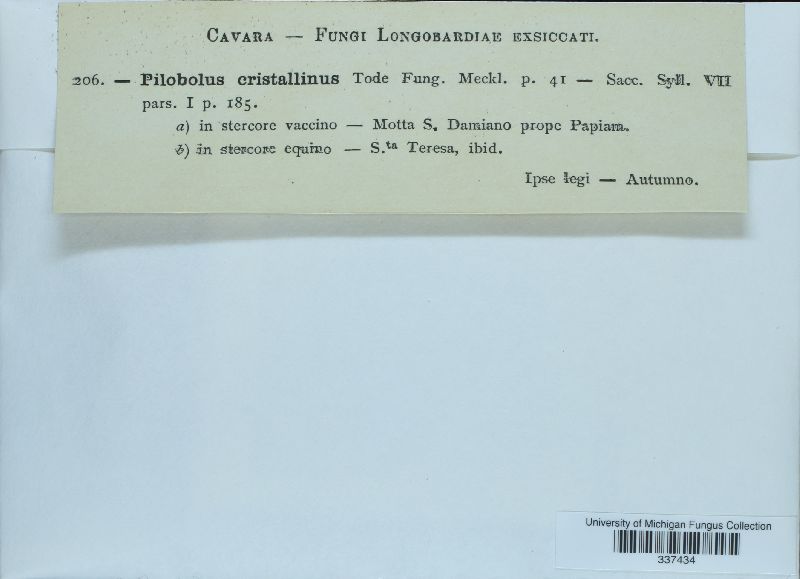 CAVARA — FUNGI LONGOBARDIAE EXSICCATI.
206. — Pilobolus cristallinus Tode Fung. Meckl. p. 41 — Sacc. Syll. VII
pars. I p. 185.
a) in stercore vaccino — Motta S. Damiano prope Papiam.
b) in stercore equino — S.ta Teresa, ibid.
Ipse legi — Autumno.
University of Michigan Fungus Collection
337434